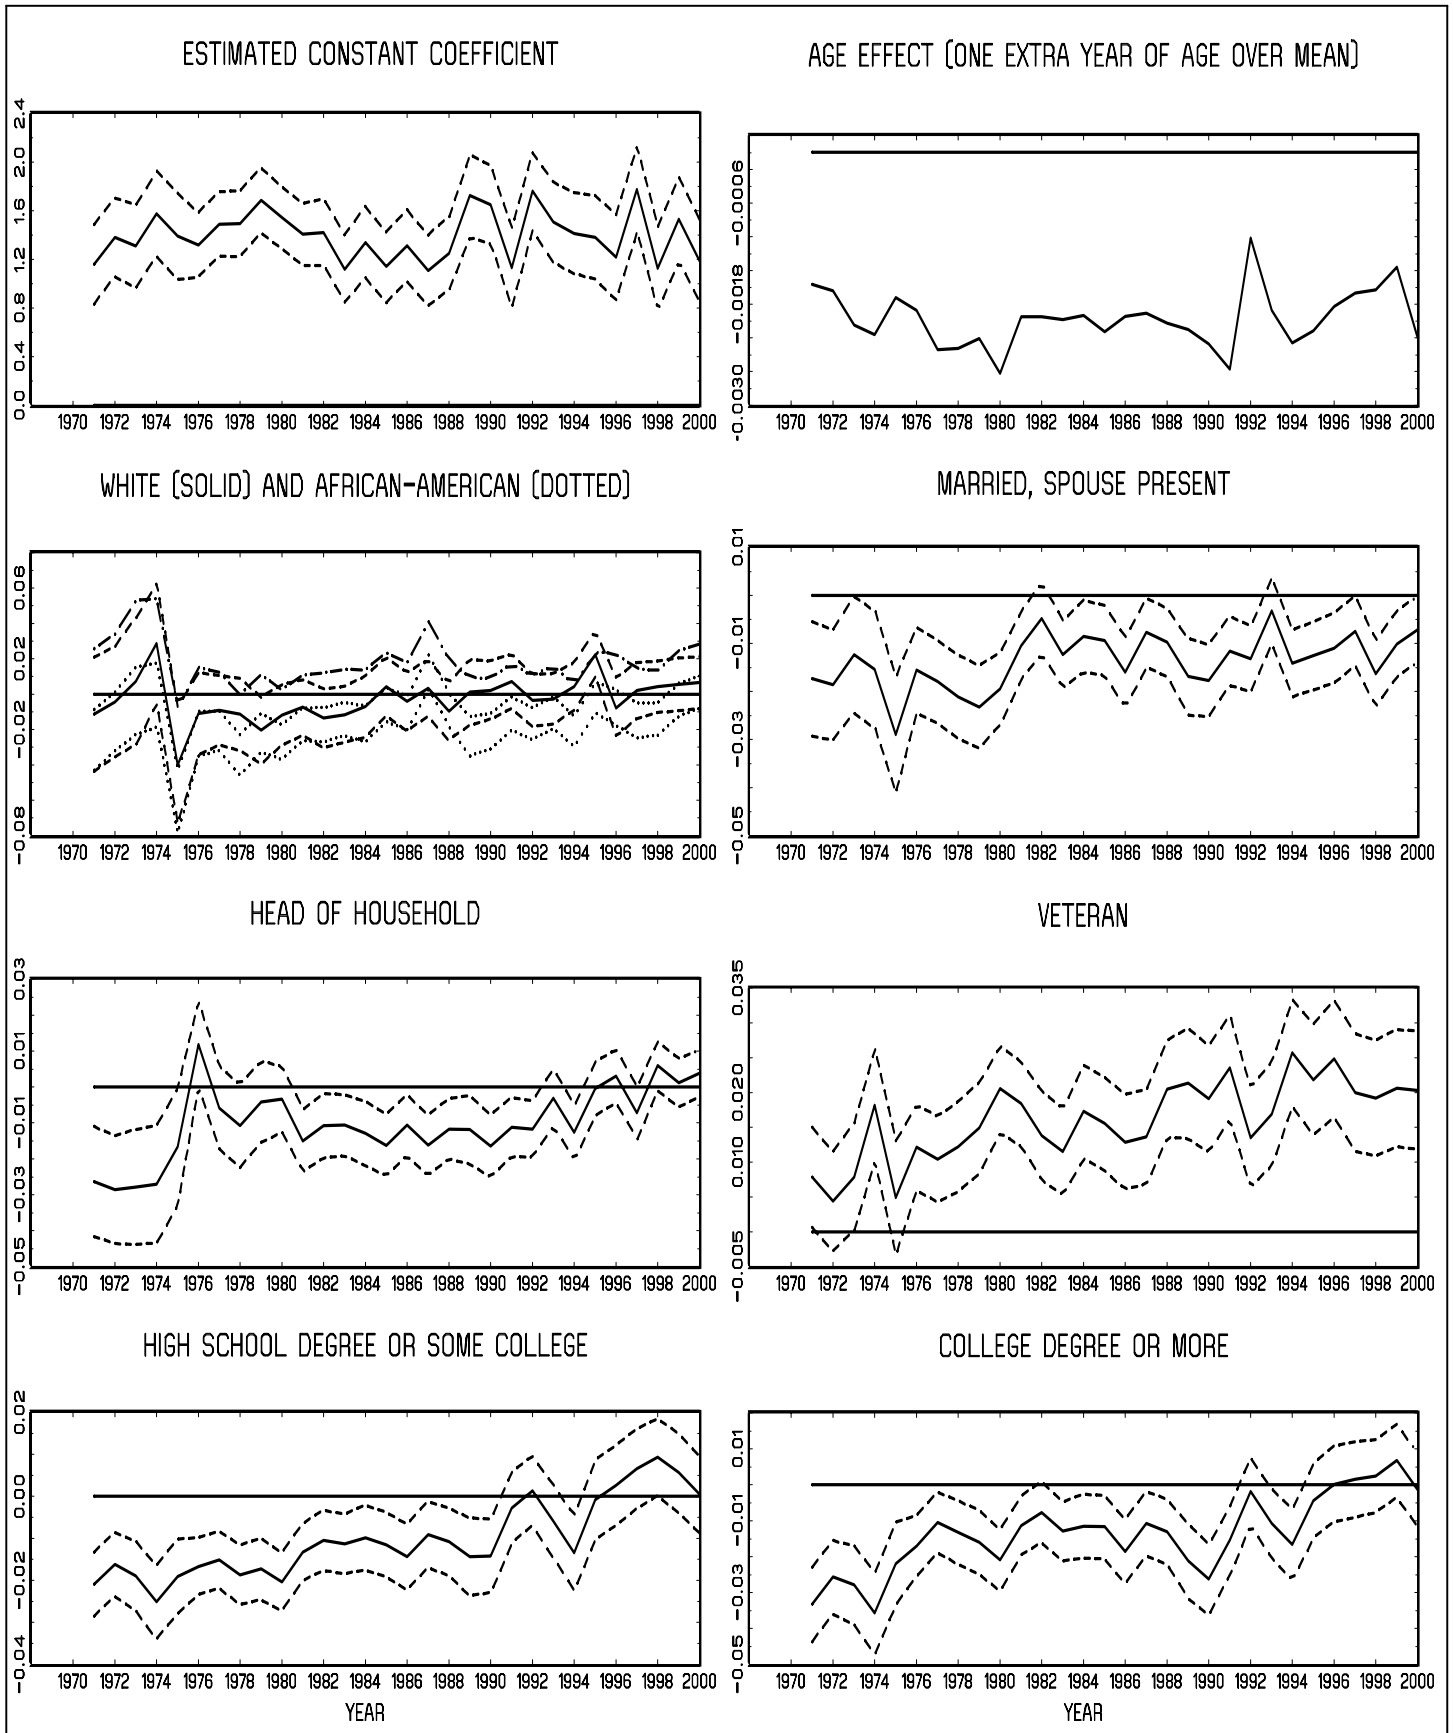 ESTIMATED CONSTANT COEFFICIENT
2.4
2.0
1.6
1.2
0.8
0.4
0.0
1970 1972 1974 1976 1978 1980 1982 1984 1986 1988 1990 1992 1994 1996 1998 2000
AGE EFFECT (ONE EXTRA YEAR OF AGE OVER MEAN)
0.0006
-0.0006
-0.0018
-0.0030
1970 1972 1974 1976 1978 1980 1982 1984 1986 1988 1990 1992 1994 1996 1998 2000
WHITE (SOLID) AND AFRICAN-AMERICAN (DOTTED)
0.08
0.02
-0.02
-0.08
1970 1972 1974 1976 1978 1980 1982 1984 1986 1988 1990 1992 1994 1996 1998 2000
MARRIED, SPOUSE PRESENT
0.01
-0.01
-0.03
-0.05
1970 1972 1974 1976 1978 1980 1982 1984 1986 1988 1990 1992 1994 1996 1998 2000
HEAD OF HOUSEHOLD
0.03
0.01
-0.01
-0.03
-0.05
1970 1972 1974 1976 1978 1980 1982 1984 1986 1988 1990 1992 1994 1996 1998 2000
VETERAN
0.035
0.020
0.010
-0.005
1970 1972 1974 1976 1978 1980 1982 1984 1986 1988 1990 1992 1994 1996 1998 2000
HIGH SCHOOL DEGREE OR SOME COLLEGE
0.02
0.00
-0.02
-0.04
1970 1972 1974 1976 1978 1980 1982 1984 1986 1988 1990 1992 1994 1996 1998 2000
YEAR
COLLEGE DEGREE OR MORE
0.01
-0.01
-0.03
-0.05
1970 1972 1974 1976 1978 1980 1982 1984 1986 1988 1990 1992 1994 1996 1998 2000
YEAR